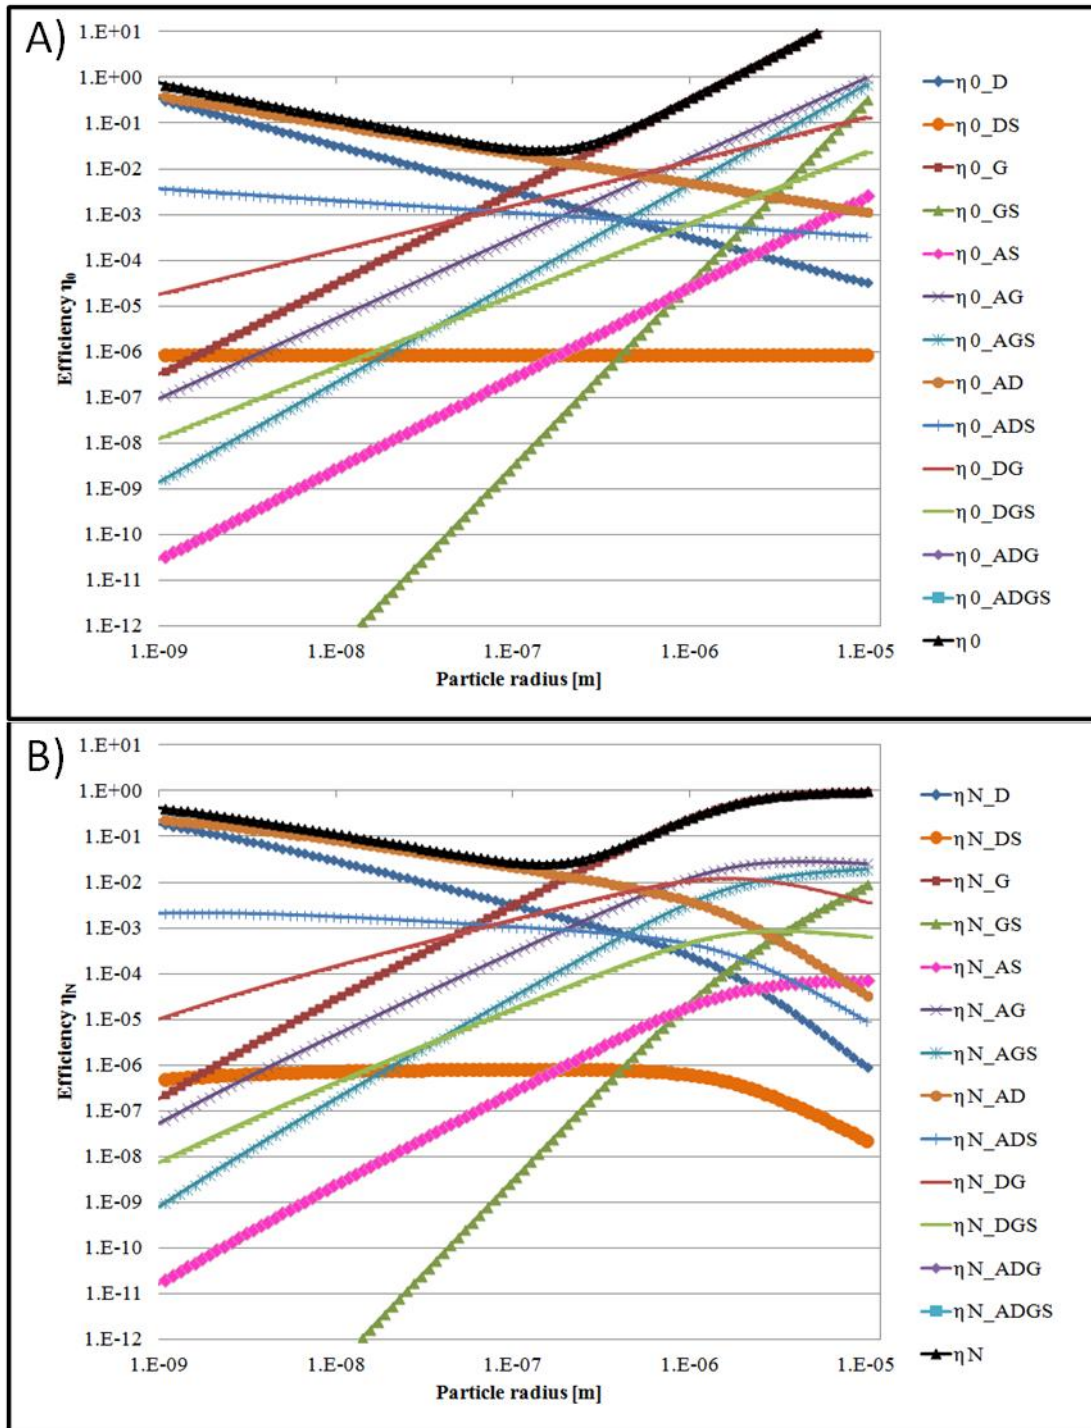 A)
1.E+01
1.E+00
1.E-01
1.E-02
1.E-03
1.E-04
1.E-05
1.E-06
1.E-07
1.E-08
1.E-09
1.E-10
1.E-11
1.E-12
Efficiency η0
1.E-09 1.E-08 1.E-07 1.E-06 1.E-05
Particle radius [m]
η0_D
η0_DS
η0_G
η0_GS
η0_AS
η0_AG
η0_AGS
η0_AD
η0_ADS
η0_DG
η0_DGS
η0_ADG
η0_ADGS
η0
B)
1.E+01
1.E+00
1.E-01
1.E-02
1.E-03
1.E-04
1.E-05
1.E-06
1.E-07
1.E-08
1.E-09
1.E-10
1.E-11
1.E-12
Efficiency ηN
1.E-09 1.E-08 1.E-07 1.E-06 1.E-05
Particle radius [m]
ηN_D
ηN_DS
ηN_G
ηN_GS
ηN_AS
ηN_AG
ηN_AGS
ηN_AD
ηN_ADS
ηN_DG
ηN_DGS
ηN_ADG
ηN_ADGS
ηN